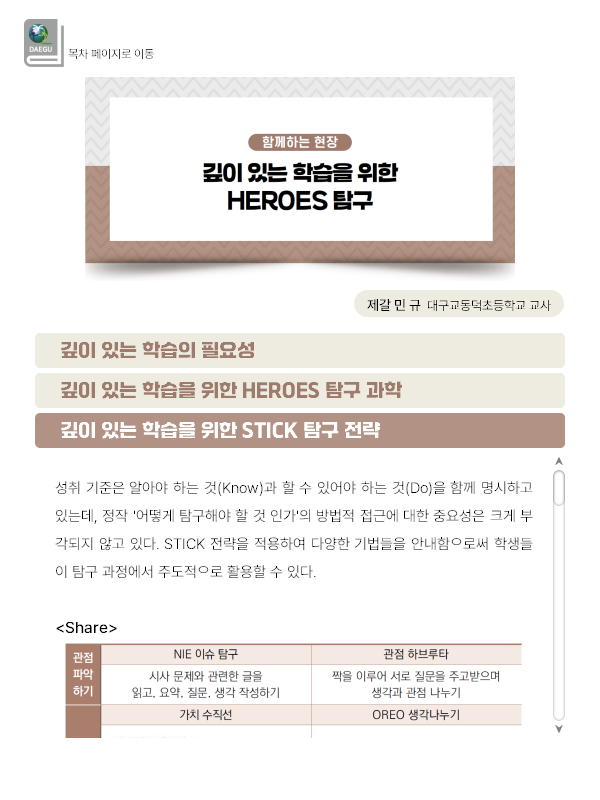 DAEGU
목차 페이지로 이동
함께하는 현장
깊이 있는 학습을 위한
HEROES 탐구
제갈 민 규 대구교동덕초등학교 교사
깊이 있는 학습의 필요성
깊이 있는 학습을 위한 HEROES 탐구 과학
깊이 있는 학습을 위한 STICK 탐구 전략
성취 기준은 알아야 하는 것(Know)과 할 수 있어야 하는 것(Do)을 함께 명시하고
있는데, 정작 '어떻게 탐구해야 할 것 인가'의 방법적 접근에 대한 중요성은 크게 부
각되지 않고 있다. STICK 전략을 적용하여 다양한 기법들을 안내함으로써 학생들
이 탐구 과정에서 주도적으로 활용할 수 있다.
<Share>
관점 파악 하기
NIE 이슈 탐구 관점 하브루타
시사 문제와 관련한 글을 짝을 이루어 서로 질문을 주고받으며
읽고, 요약, 질문, 생각 작성하기 생각과 관점 나누기
가치 수직선 OREO 생각나누기